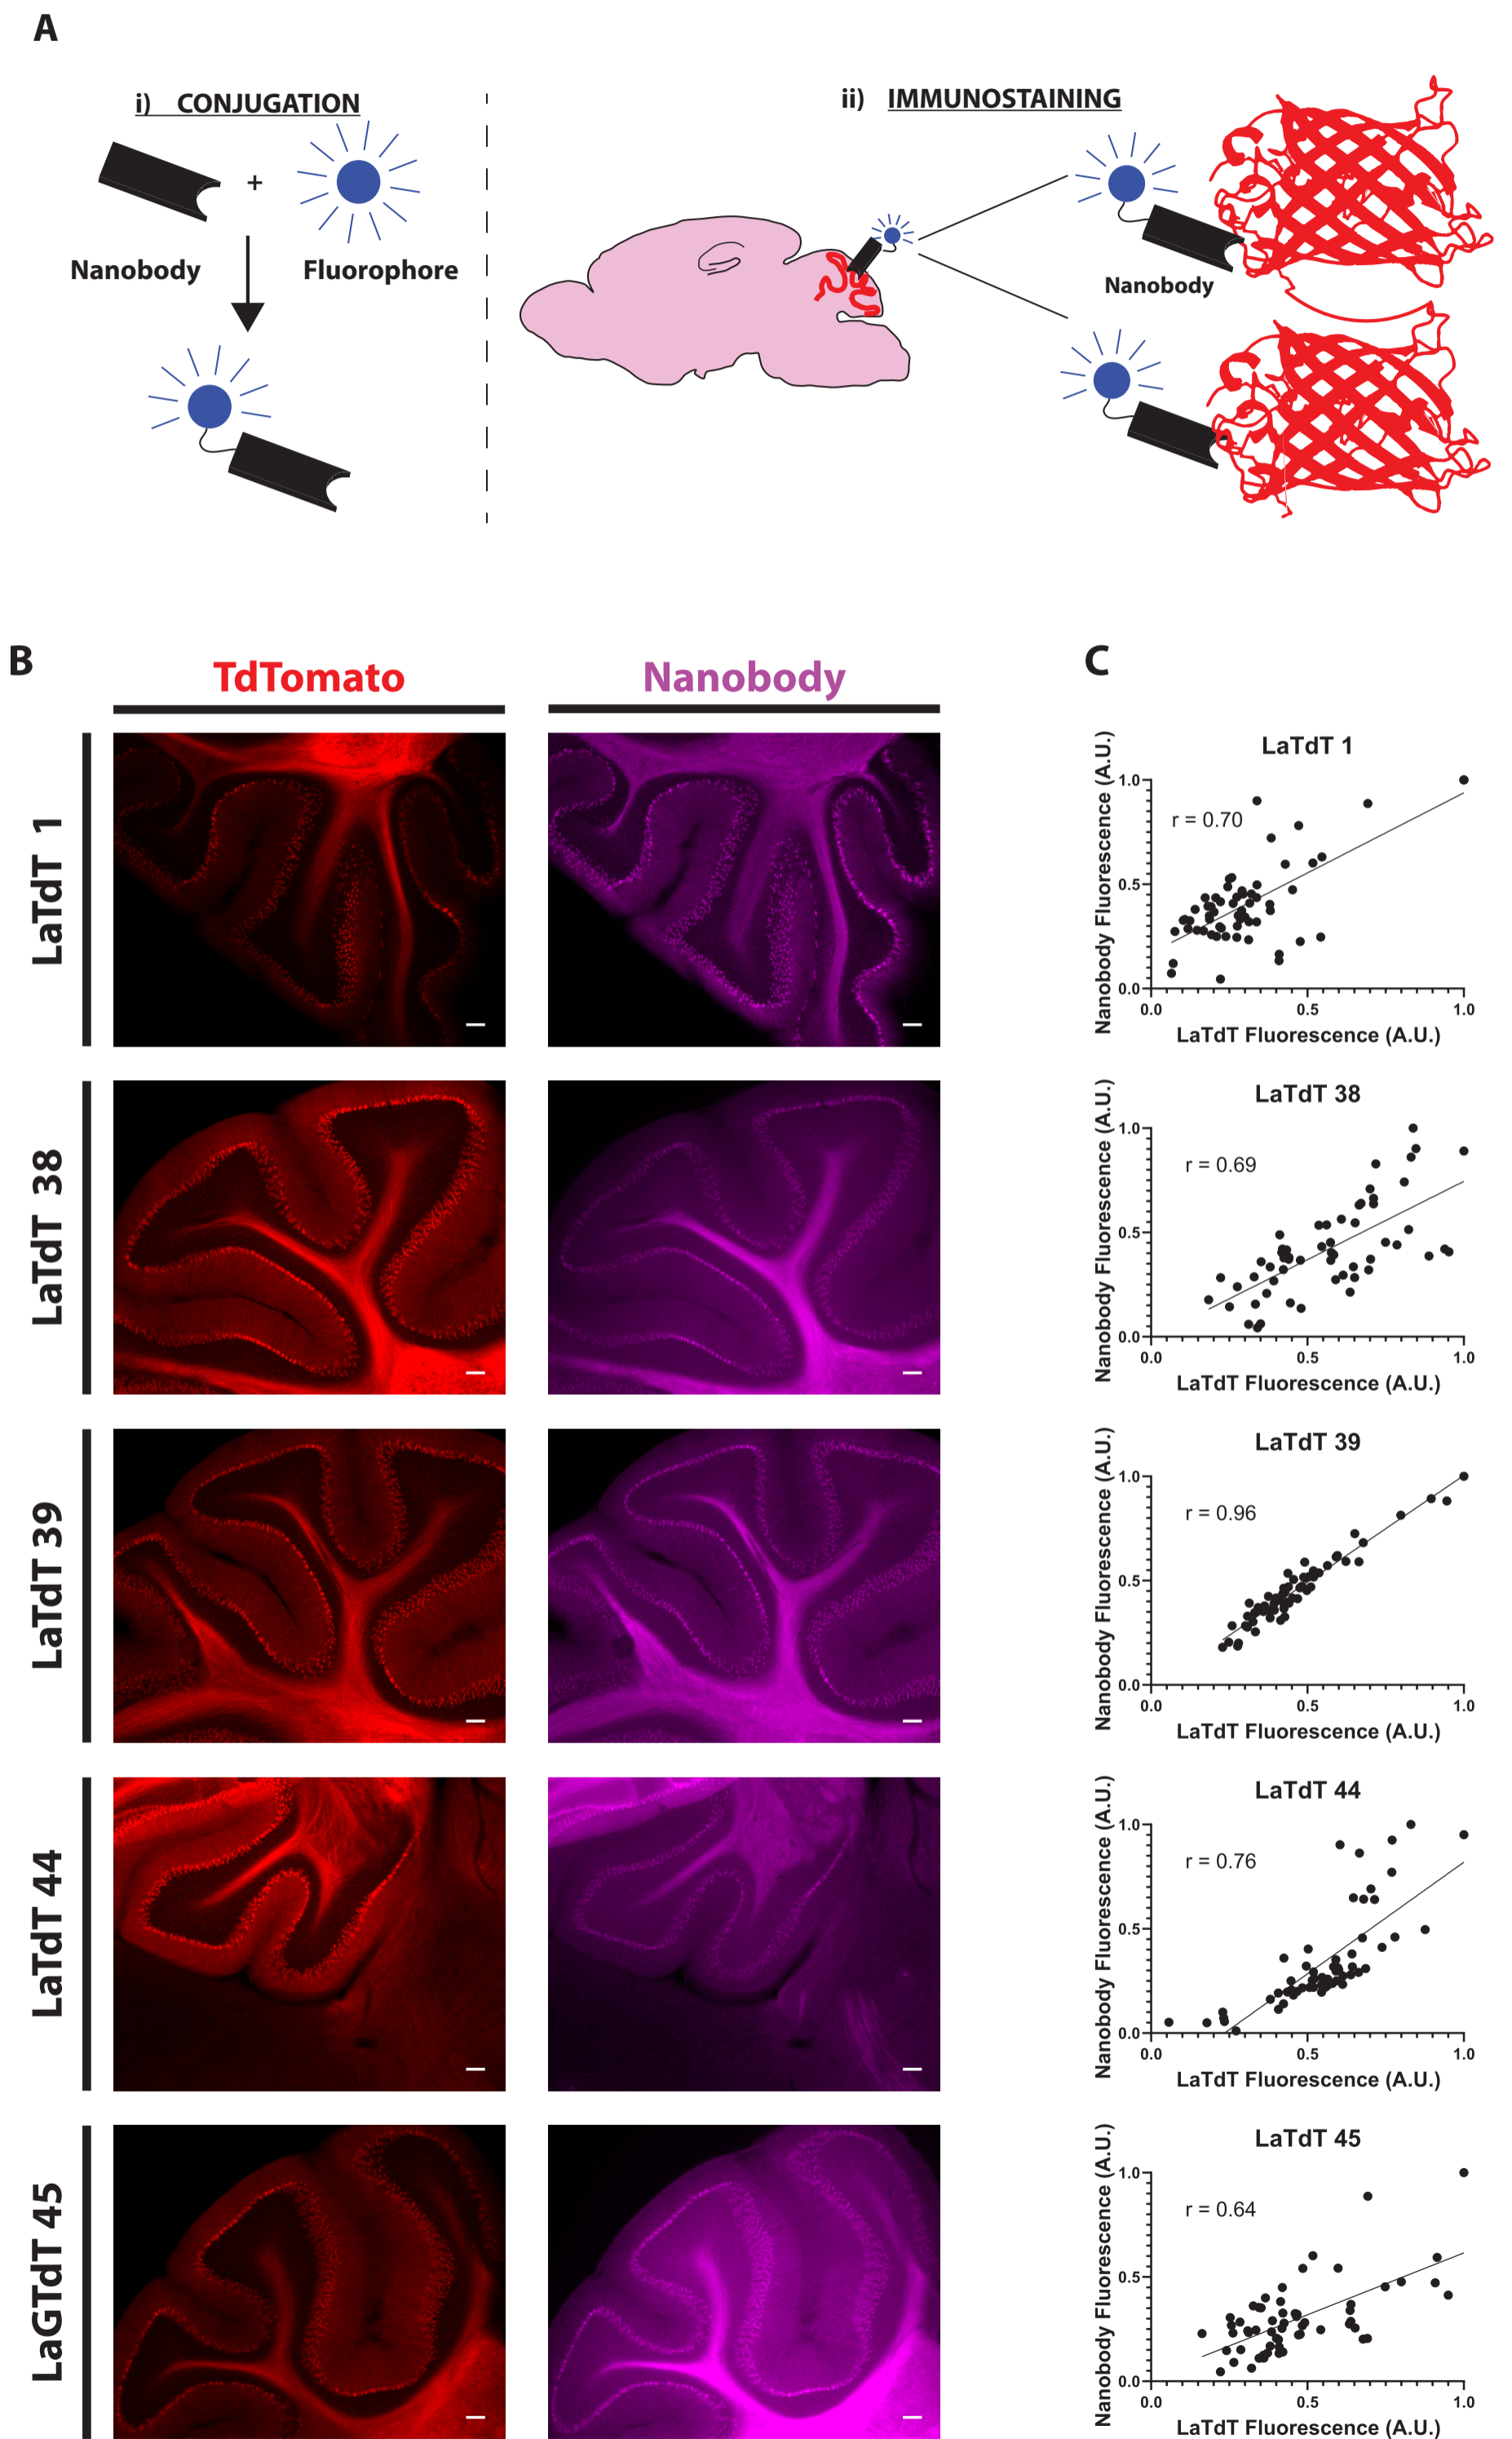 A
i) CONJUGATION
ii) IMMUNOSTAINING
+
Nanobody
Fluorophore
Nanobody
B
TdTomato
Nanobody
C
LaTdT 1
LaTdT 38
LaTdT 39
LaTdT 44
LaGTdT 45
LaTdT 1
r = 0.70
Nanobody Fluorescence (A.U.)
1.0
0.5
0.0
0.0 0.5 1.0
LaTdT Fluorescence (A.U.)
LaTdT 38
r = 0.69
Nanobody Fluorescence (A.U.)
1.0
0.5
0.0
0.0 0.5 1.0
LaTdT Fluorescence (A.U.)
LaTdT 39
r = 0.96
Nanobody Fluorescence (A.U.)
1.0
0.5
0.0
0.0 0.5 1.0
LaTdT Fluorescence (A.U.)
LaTdT 44
r = 0.76
Nanobody Fluorescence (A.U.)
1.0
0.5
0.0
0.0 0.5 1.0
LaTdT Fluorescence (A.U.)
LaTdT 45
r = 0.64
Nanobody Fluorescence (A.U.)
1.0
0.5
0.0
0.0 0.5 1.0
LaTdT Fluorescence (A.U.)